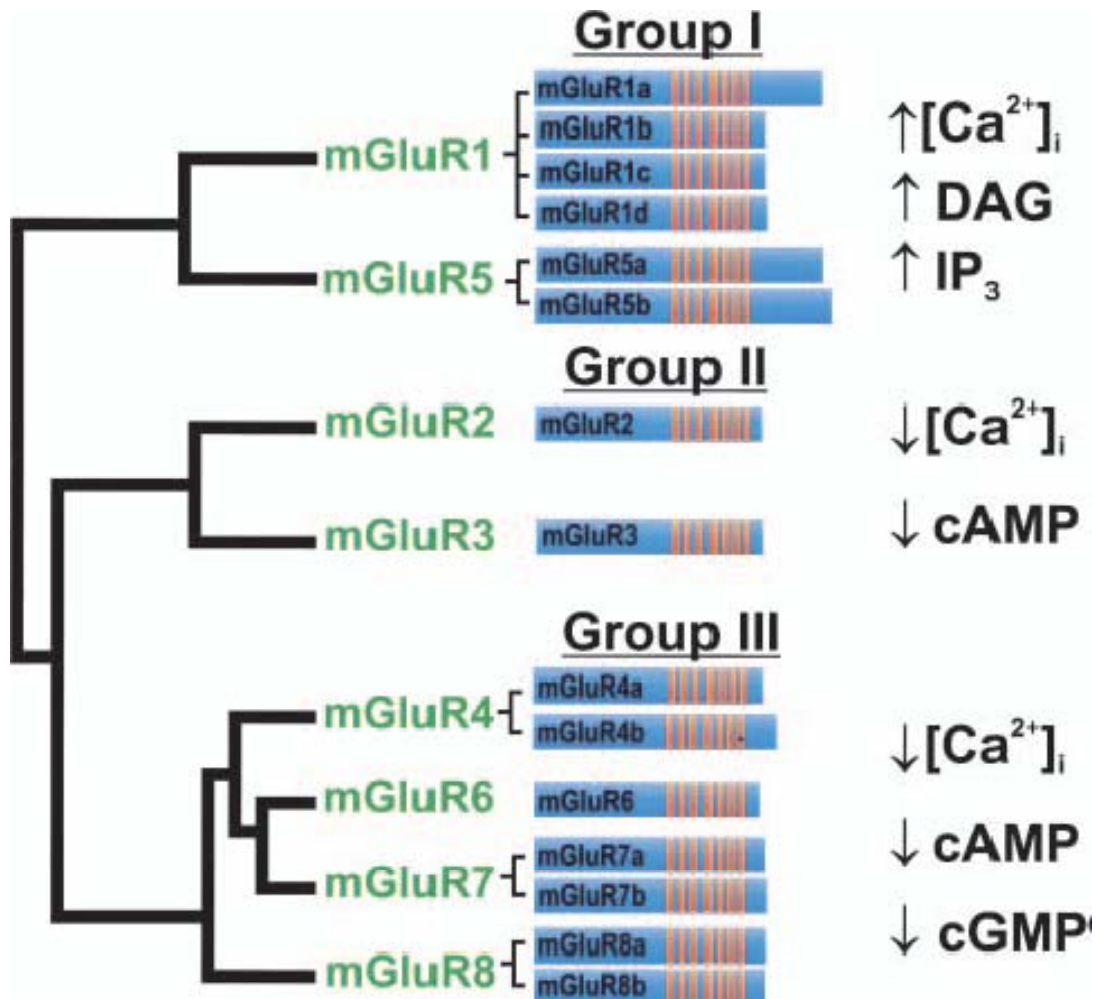 Group I
mGluR1
mGluR1a
mGluR1b
mGluR1c
mGluR1d
mGluR5
mGluR5a
mGluR5b
↑[Ca²⁺]ᵢ
↑ DAG
↑ IP₃
Group II
mGluR2
mGluR2
mGluR3
mGluR3
↓[Ca²⁺]ᵢ
↓ cAMP
Group III
mGluR4
mGluR4a
mGluR4b
mGluR6
mGluR6
mGluR7
mGluR7a
mGluR7b
mGluR8
mGluR8a
mGluR8b
↓[Ca²⁺]ᵢ
↓ cAMP
↓ cGMP